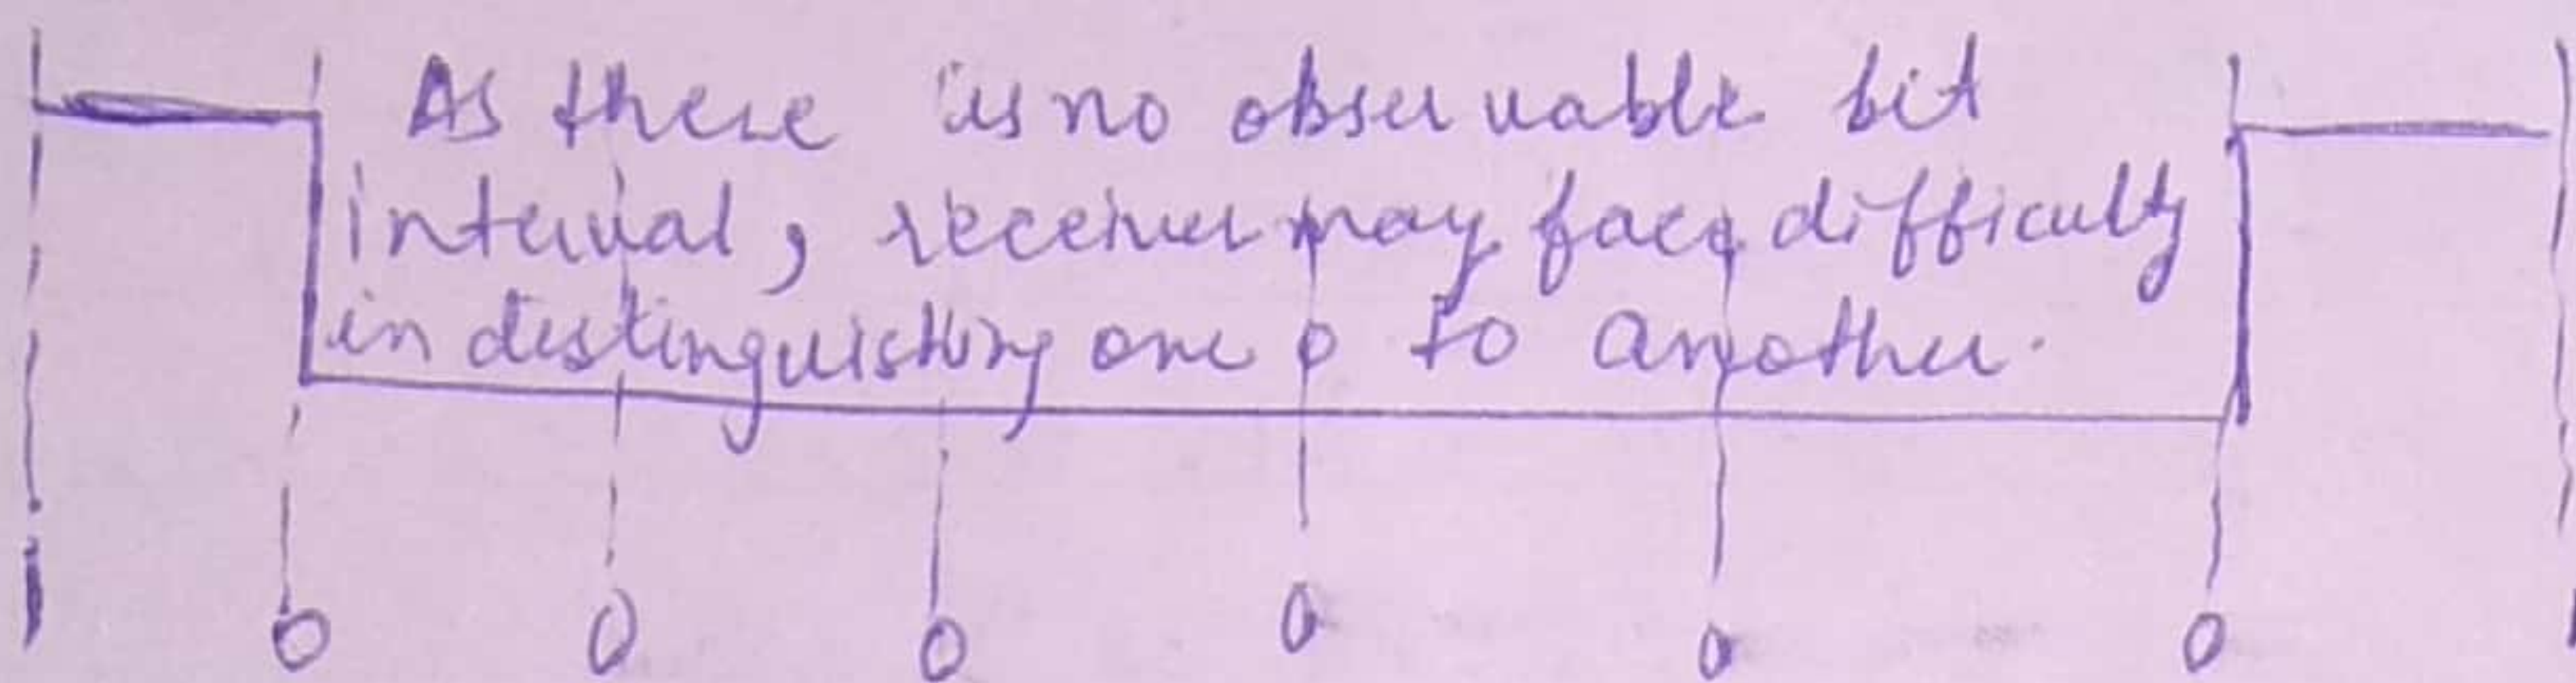 As there is no observable bit
interval, receiver may face difficulty
in distinguishing one 0 to another.
1 0 0 0 0 0 0 1